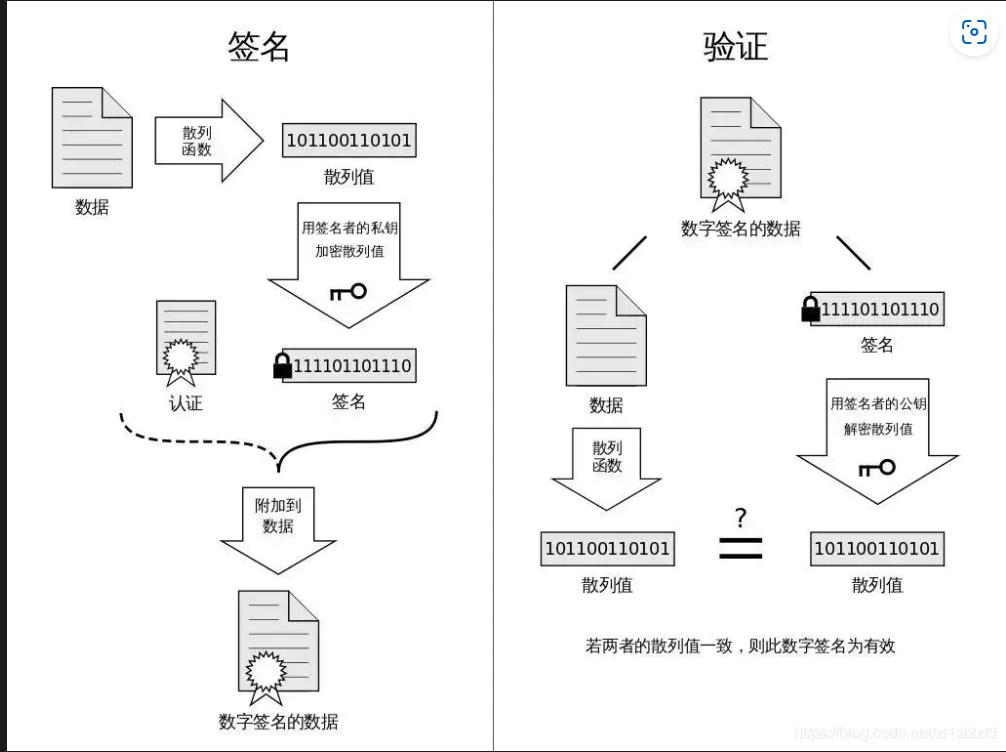 签名
散列
函数
101100110101
数据
散列值
用签名者的私钥
加密散列值
111101101110
认证
签名
附加到
数据
数字签名的数据
验证
数字签名的数据
111101101110
签名
数据
用签名者的公钥
解密散列值
散列
函数
?
101100110101
101100110101
散列值
散列值
若两者的散列值一致，则此数字签名为有效
https://blog.csdn.net/zl1zl2zl3